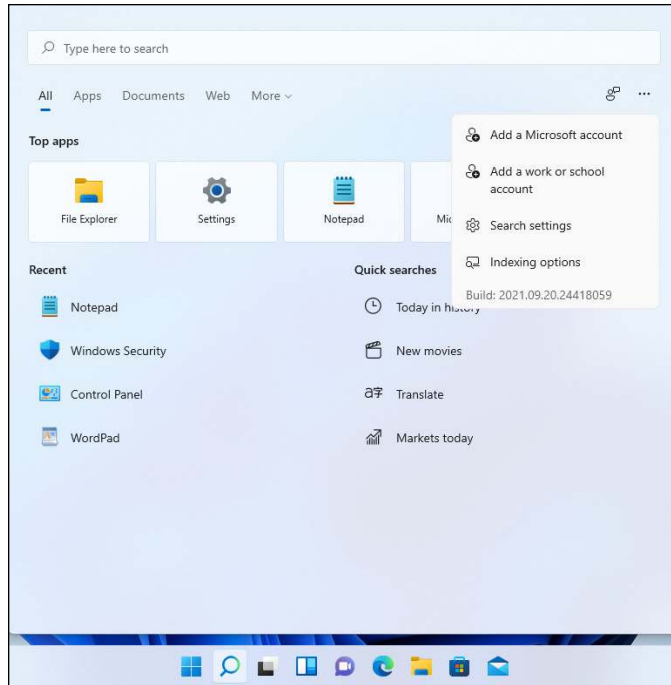 Type here to search
All Apps Documents Web More
Top apps
Add a Microsoft account
Add a work or school
account
Search settings
Indexing options
Build: 2021.09.20.24418059
File Explorer
Settings
Notepad
Recent
Quick searches
Notepad
Today in history
Windows Security
New movies
Control Panel
Translate
WordPad
Markets today